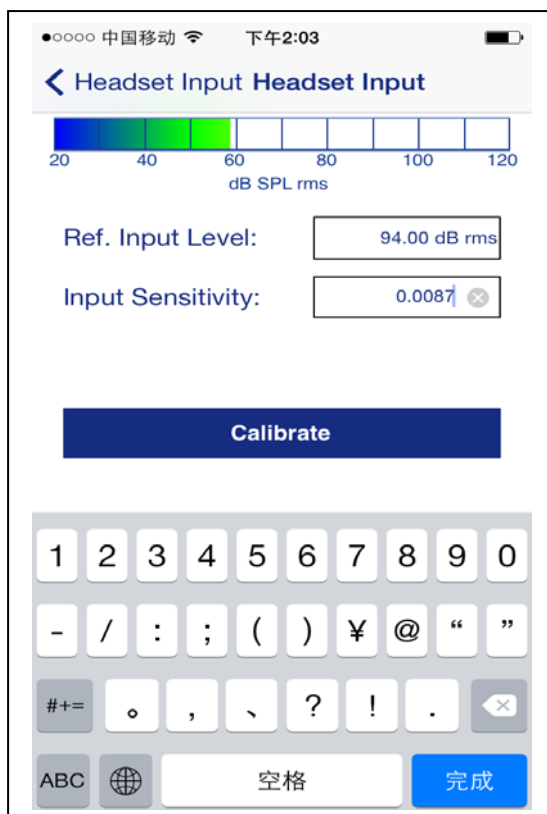 中国移动 下午2:03
Headset Input Headset Input
20 40 60 80 100 120
dB SPL rms
Ref. Input Level: 94.00 dB rms
Input Sensitivity: 0.0087
Calibrate
1 2 3 4 5 6 7 8 9 0
- / : ; ( ) ¥ @ “ ”
#+= 。 , 、 ? ! .
ABC 空格 完成